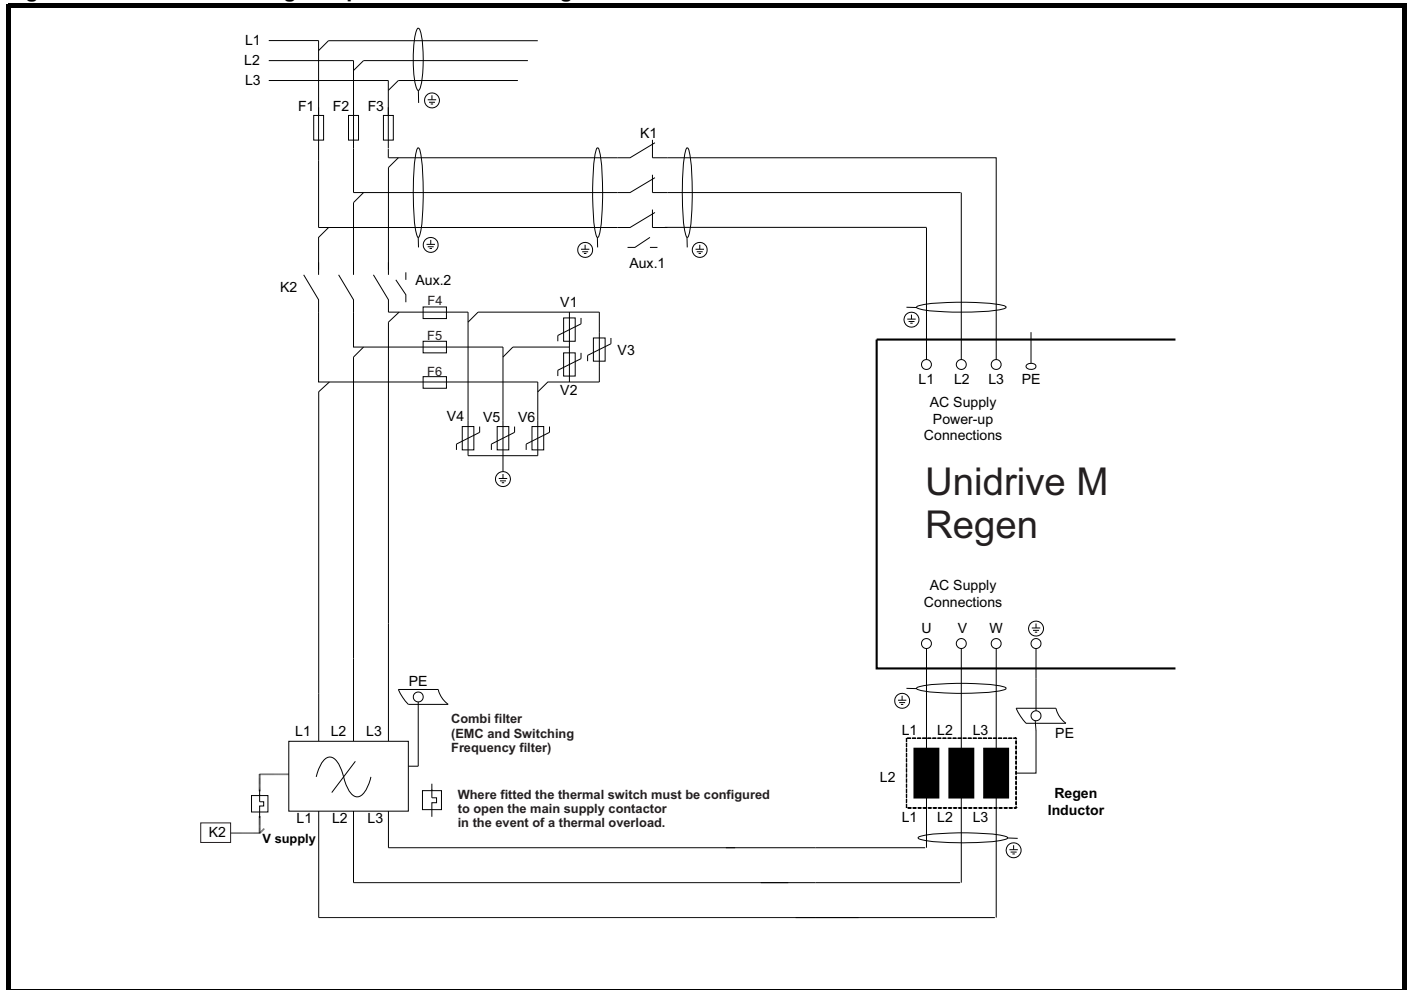 L1
L2
L3
F1 F2 F3
K1
Aux.1
K2
Aux.2
F4
F5
F6
V1
V3
V2
V4 V5 V6
L1 L2 L3 PE
AC Supply
Power-up
Connections
Unidrive M
Regen
AC Supply
Connections
U V W
PE
Combi filter
(EMC and Switching
Frequency filter)
L1 L2 L3
L1 L2 L3
K2
V supply
Where fitted the thermal switch must be configured
to open the main supply contactor
in the event of a thermal overload.
PE
L1 L2 L3
L2
L1 L2 L3
Regen
Inductor